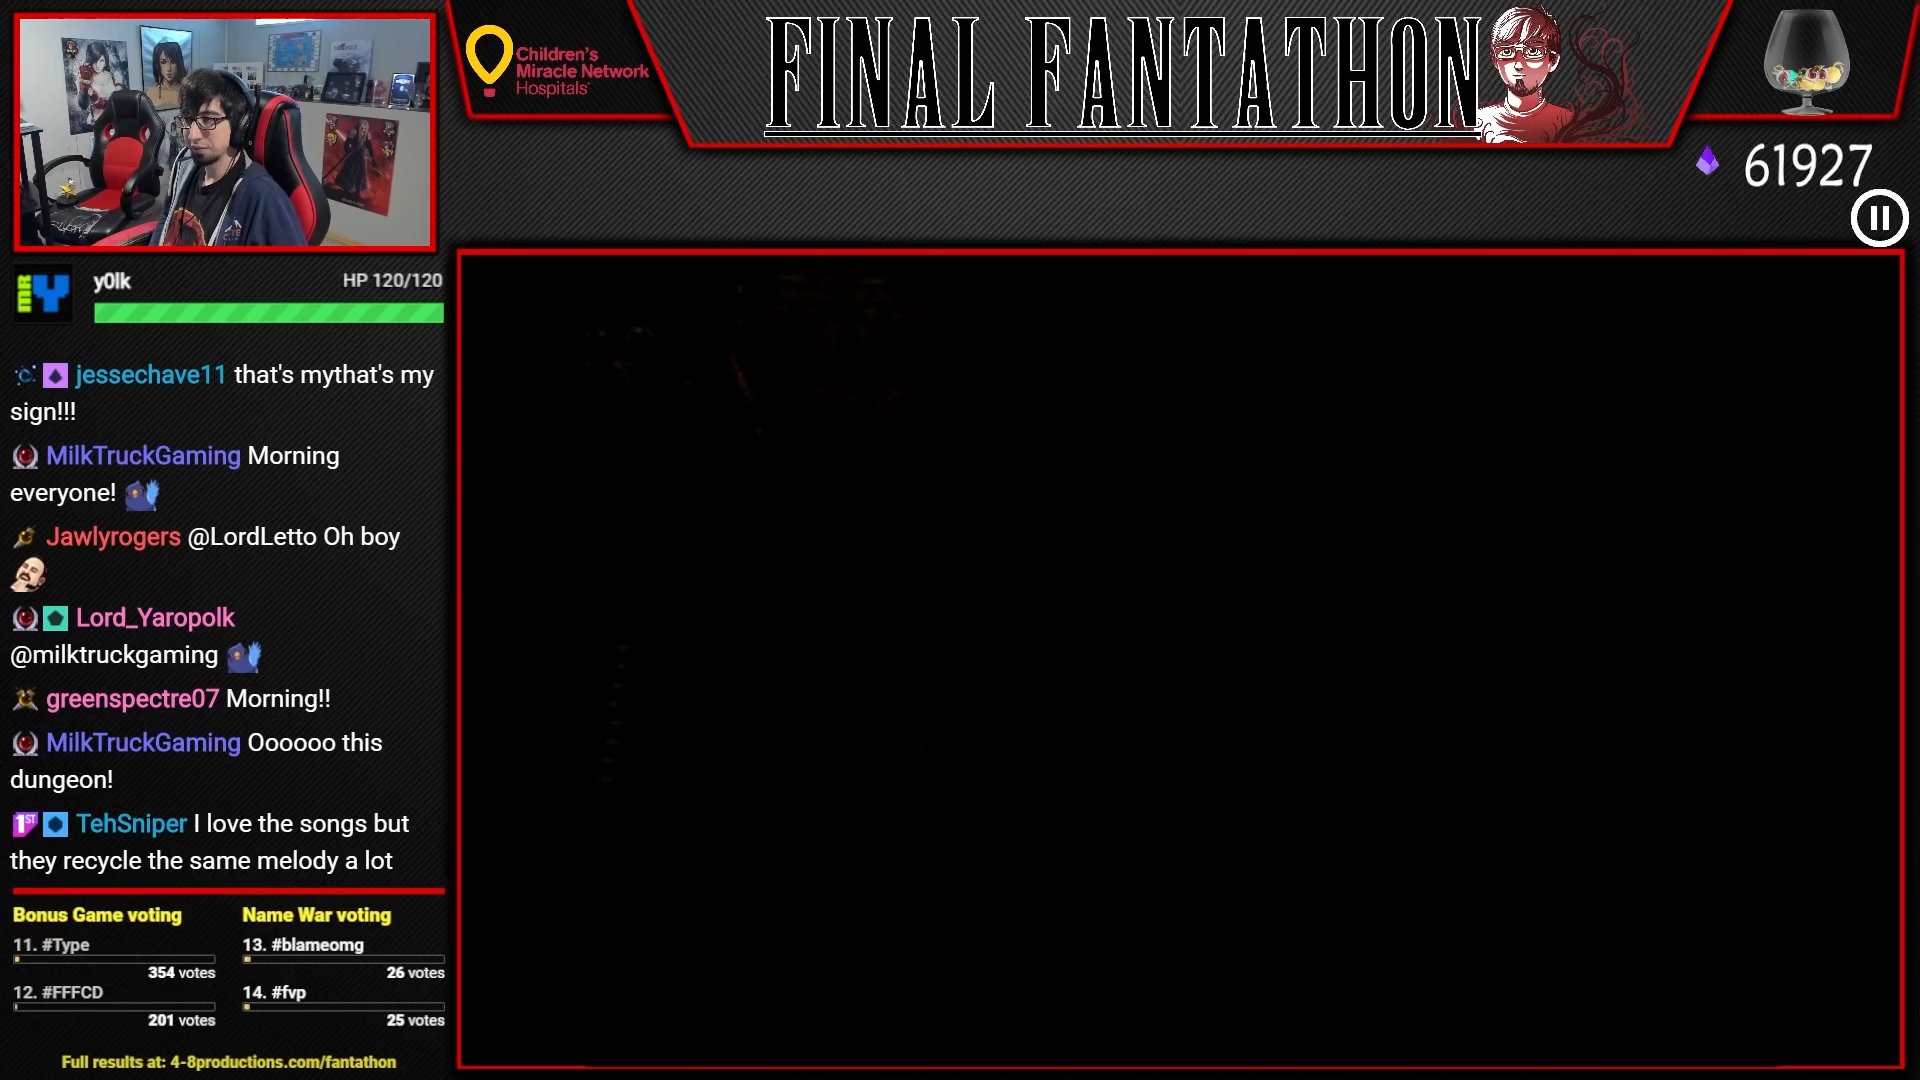 Children's
Miracle Network
Hospitals
FINAL FANTATHON
61927
MR Y
y0lk
HP 120/120
jessechave11 that's mythat's my
sign!!!
MilkTruckGaming Morning
everyone!
Jawlyrogers @LordLetto Oh boy
Lord_Yaropolk
@milktruckgaming
greenspectre07 Morning!!
MilkTruckGaming Oooooo this
dungeon!
1ST TehSniper I love the songs but
they recycle the same melody a lot
Bonus Game voting
11. #Type
354 votes
12. #FFFCD
201 votes
Name War voting
13. #blameomg
26 votes
14. #fvp
25 votes
Full results at: 4-8productions.com/fantathon